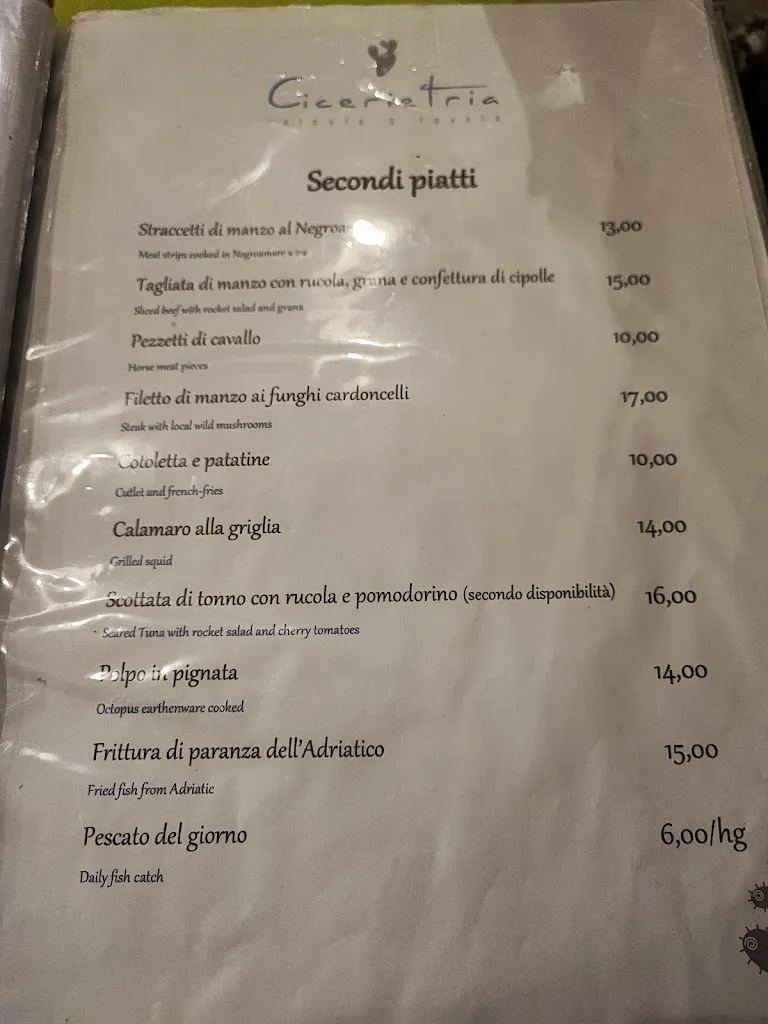 Cicerietria
Secondi piatti
Straccetti di manzo al 13,00
Meat strips cooked in Negroamaro wine
Tagliata di manzo con rucola, grana e confettura di cipolle 15,00
Sliced beef with rocket salad and grana
Pezzetti di cavallo 10,00
Horse meat pieces
Filetto di manzo ai funghi cardoncelli 17,00
Steak with local wild mushrooms
Cotoletta e patatine 10,00
Cutlet and french-fries
Calamaro alla griglia 14,00
Grilled squid
Scottata di tonno con rucola e pomodorino (secondo disponibilità) 16,00
Seared Tuna with rocket salad and cherry tomatoes
Polpo in pignata 14,00
Octopus earthenware cooked
Frittura di paranza dell'Adriatico 15,00
Fried fish from Adriatic
Pescato del giorno 6,00/hg
Daily fish catch